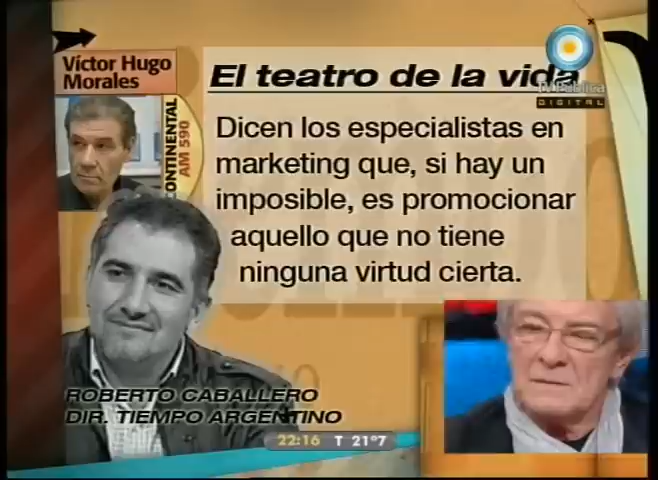 Víctor Hugo
Morales
CONTINENTAL
AM 590
El teatro de la vida
TV Pública
DIGITAL
Dicen los especialistas en
marketing que, si hay un
imposible, es promocionar
aquello que no tiene
ninguna virtud cierta.
ROBERTO CABALLERO
DIR. TIEMPO ARGENTINO
22:16 T 21°7